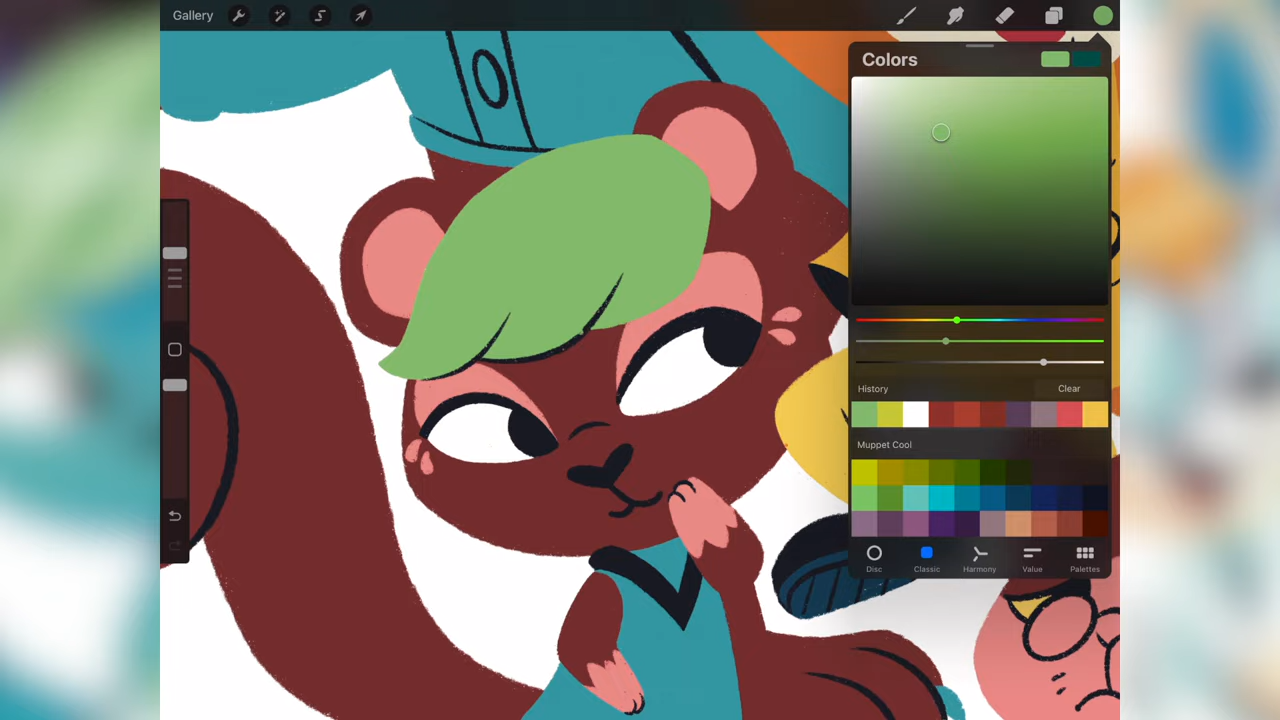 Gallery
Colors
History
Clear
Muppet Cool
Disc
Classic
Harmony
Value
Palettes